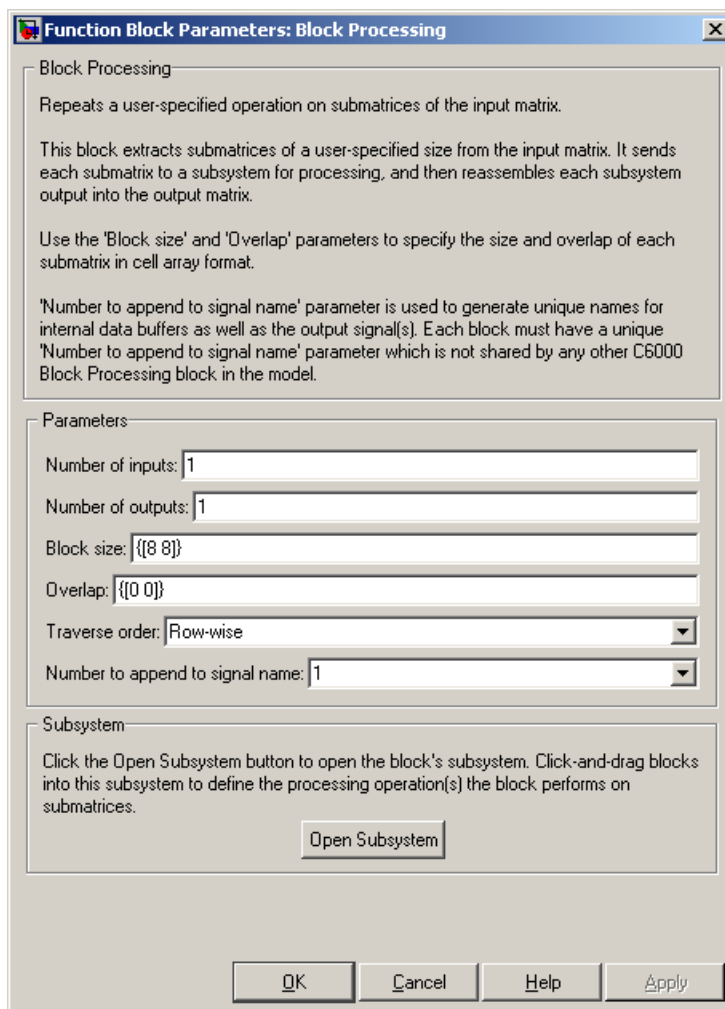 Function Block Parameters: Block Processing
Block Processing
Repeats a user-specified operation on submatrices of the input matrix.
This block extracts submatrices of a user-specified size from the input matrix. It sends
each submatrix to a subsystem for processing, and then reassembles each subsystem
output into the output matrix.
Use the 'Block size' and 'Overlap' parameters to specify the size and overlap of each
submatrix in cell array format.
'Number to append to signal name' parameter is used to generate unique names for
internal data buffers as well as the output signal(s). Each block must have a unique
'Number to append to signal name' parameter which is not shared by any other C6000
Block Processing block in the model.
Parameters
Number of inputs: 1
Number of outputs: 1
Block size: {[8 8]}
Overlap: {[0 0]}
Traverse order: Row-wise
Number to append to signal name: 1
Subsystem
Click the Open Subsystem button to open the block's subsystem. Click-and-drag blocks
into this subsystem to define the processing operation(s) the block performs on
submatrices.
Open Subsystem
OK Cancel Help Apply